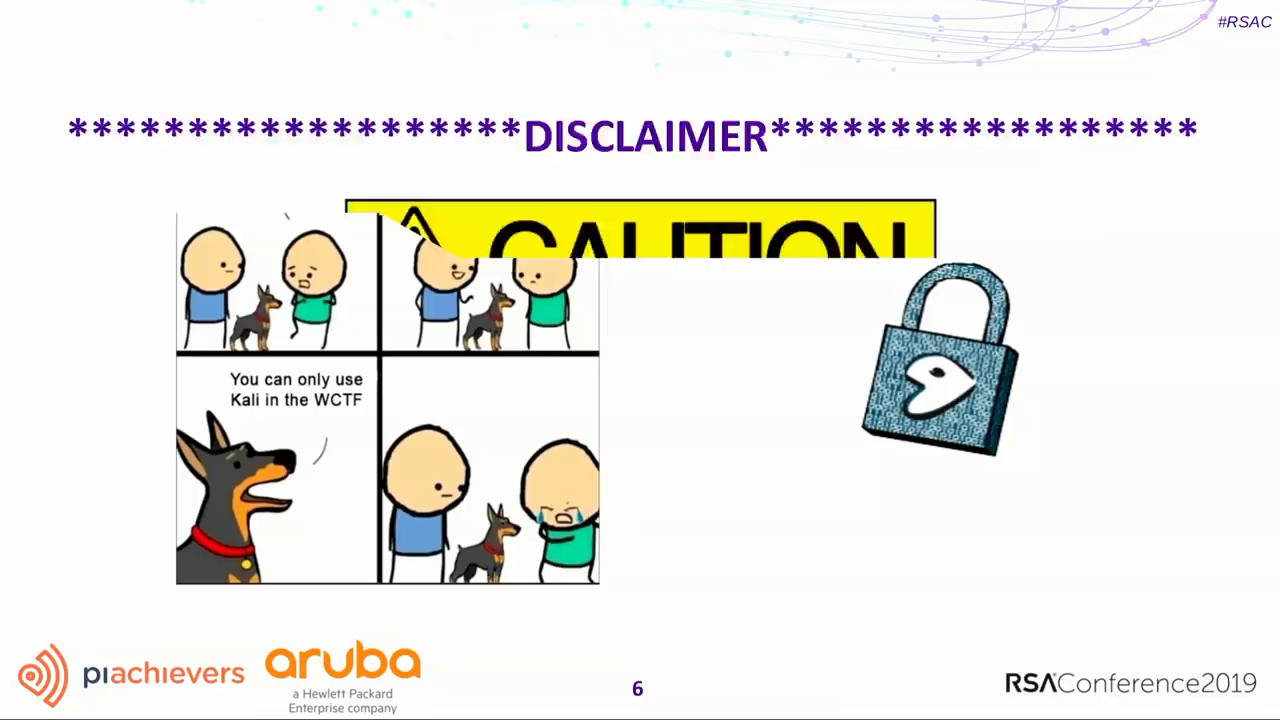 #RSAC
*******************DISCLAIMER******************
CAUTION
You can only use
Kali in the WCTF
piachievers
aruba
a Hewlett Packard
Enterprise company
6
RSAConference2019